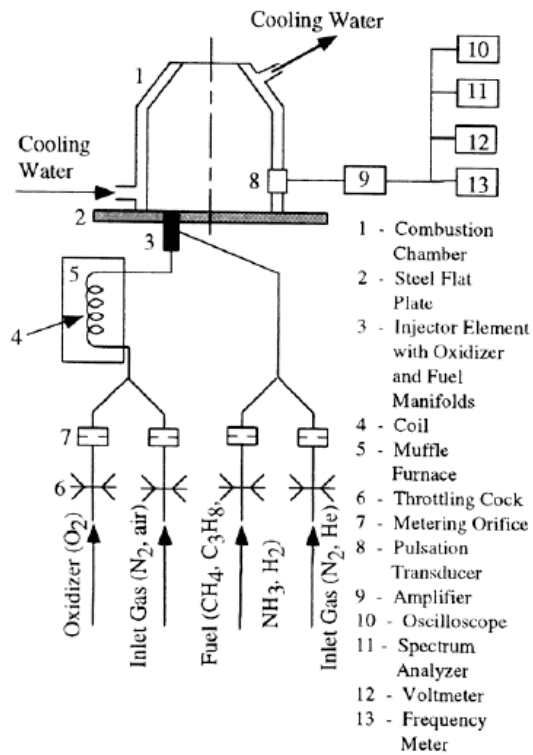 Cooling Water
10
1
11
Cooling
Water
12
8
9
13
2
3
5
4
7
6
Oxidizer (O2)
Inlet Gas (N2, air)
Fuel (CH4, C3H8,
NH3, H2)
Inlet Gas (N2, He)
1 - Combustion
Chamber
2 - Steel Flat
Plate
3 - Injector Element
with Oxidizer
and Fuel
Manifolds
4 - Coil
5 - Muffle
Furnace
6 - Throttling Cock
7 - Metering Orifice
8 - Pulsation
Transducer
9 - Amplifier
10 - Oscilloscope
11 - Spectrum
Analyzer
12 - Voltmeter
13 - Frequency
Meter